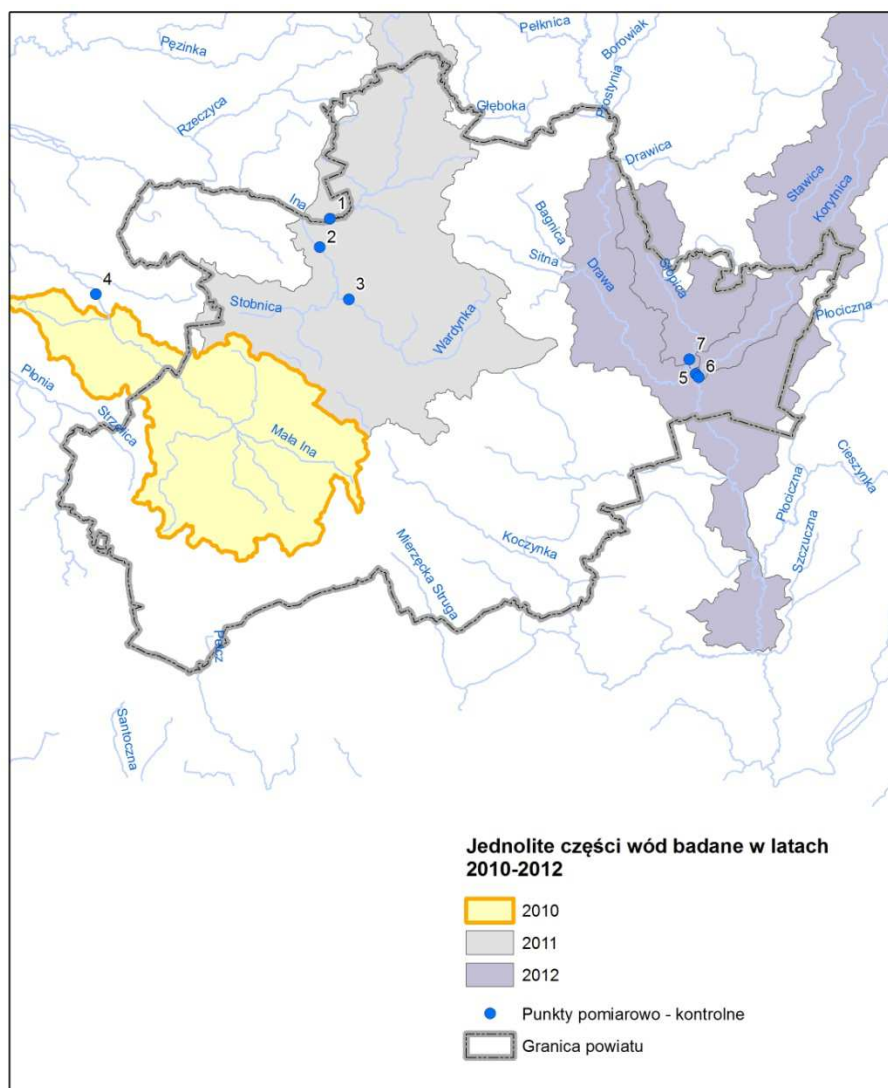 Pełknica
Borowiak
Pęzinka
Prostynia
Głęboka
Rzeczyca
Drawica
Stawica
Korytnica
Ina
1
Bagnica
2
Sitna
Drawa
Słopica
4
3
Stobnica
Wardynka
Płociczna
7
Płonia
5
6
Strzelica
Mała Ina
Cieszynka
Płociczna
Koczynka
Szczuczna
Mierzęcka Struga
Pełcz
Santoczna
Jednolite części wód badane w latach
2010-2012
2010
2011
2012
Punkty pomiarowo - kontrolne
Granica powiatu